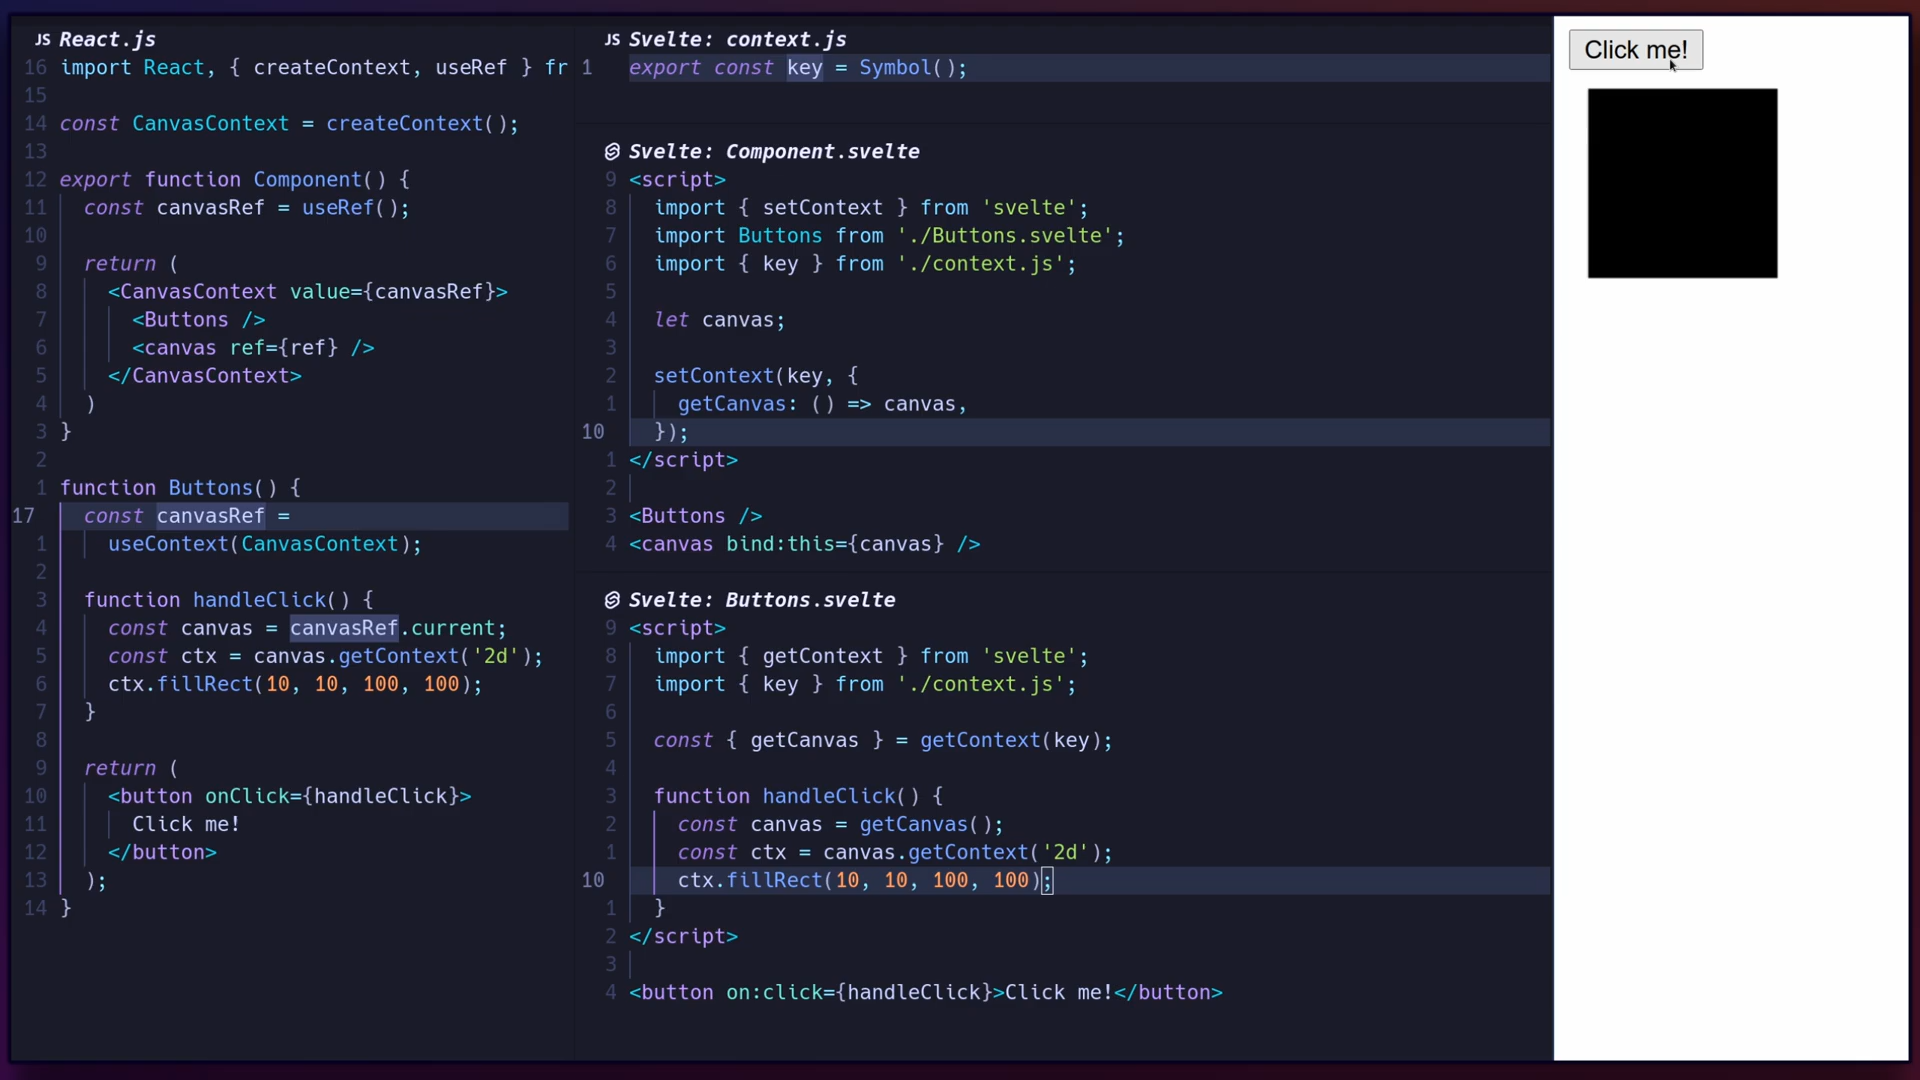 JS React.js
16 import React, { createContext, useRef } fr
15
14 const CanvasContext = createContext();
13
12 export function Component() {
11 const canvasRef = useRef();
10
9 return (
8 <CanvasContext value={canvasRef}>
7 <Buttons />
6 <canvas ref={ref} />
5 </CanvasContext>
4 )
3 }
2
1 function Buttons() {
17 const canvasRef =
1 useContext(CanvasContext);
2
3 function handleClick() {
4 const canvas = canvasRef.current;
5 const ctx = canvas.getContext('2d');
6 ctx.fillRect(10, 10, 100, 100);
7 }
8
9 return (
10 <button onClick={handleClick}>
11 Click me!
12 </button>
13 );
14 }
JS Svelte: context.js
1 export const key = Symbol();
Svelte: Component.svelte
9 <script>
8 import { setContext } from 'svelte';
7 import Buttons from './Buttons.svelte';
6 import { key } from './context.js';
5
4 let canvas;
3
2 setContext(key, {
1 getCanvas: () => canvas,
10 });
1 </script>
2
3 <Buttons />
4 <canvas bind:this={canvas} />
Svelte: Buttons.svelte
9 <script>
8 import { getContext } from 'svelte';
7 import { key } from './context.js';
6
5 const { getCanvas } = getContext(key);
4
3 function handleClick() {
2 const canvas = getCanvas();
1 const ctx = canvas.getContext('2d');
10 ctx.fillRect(10, 10, 100, 100);
1 }
2 </script>
3
4 <button on:click={handleClick}>Click me!</button>
Click me!